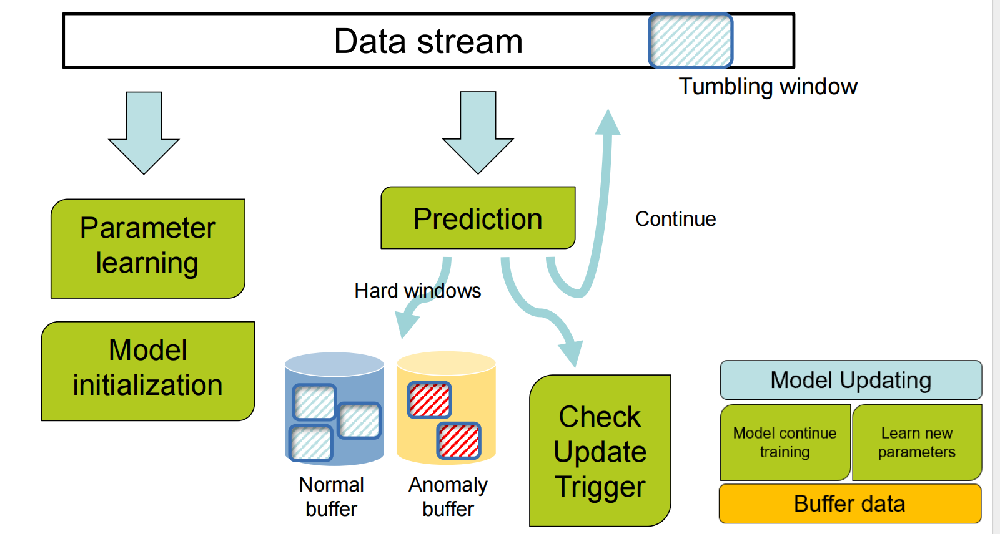 Data stream
Tumbling window
Parameter
learning
Prediction
Continue
Hard windows
Model
initialization
Normal
buffer
Anomaly
buffer
Check
Update
Trigger
Model Updating
Model continue
training
Learn new
parameters
Buffer data